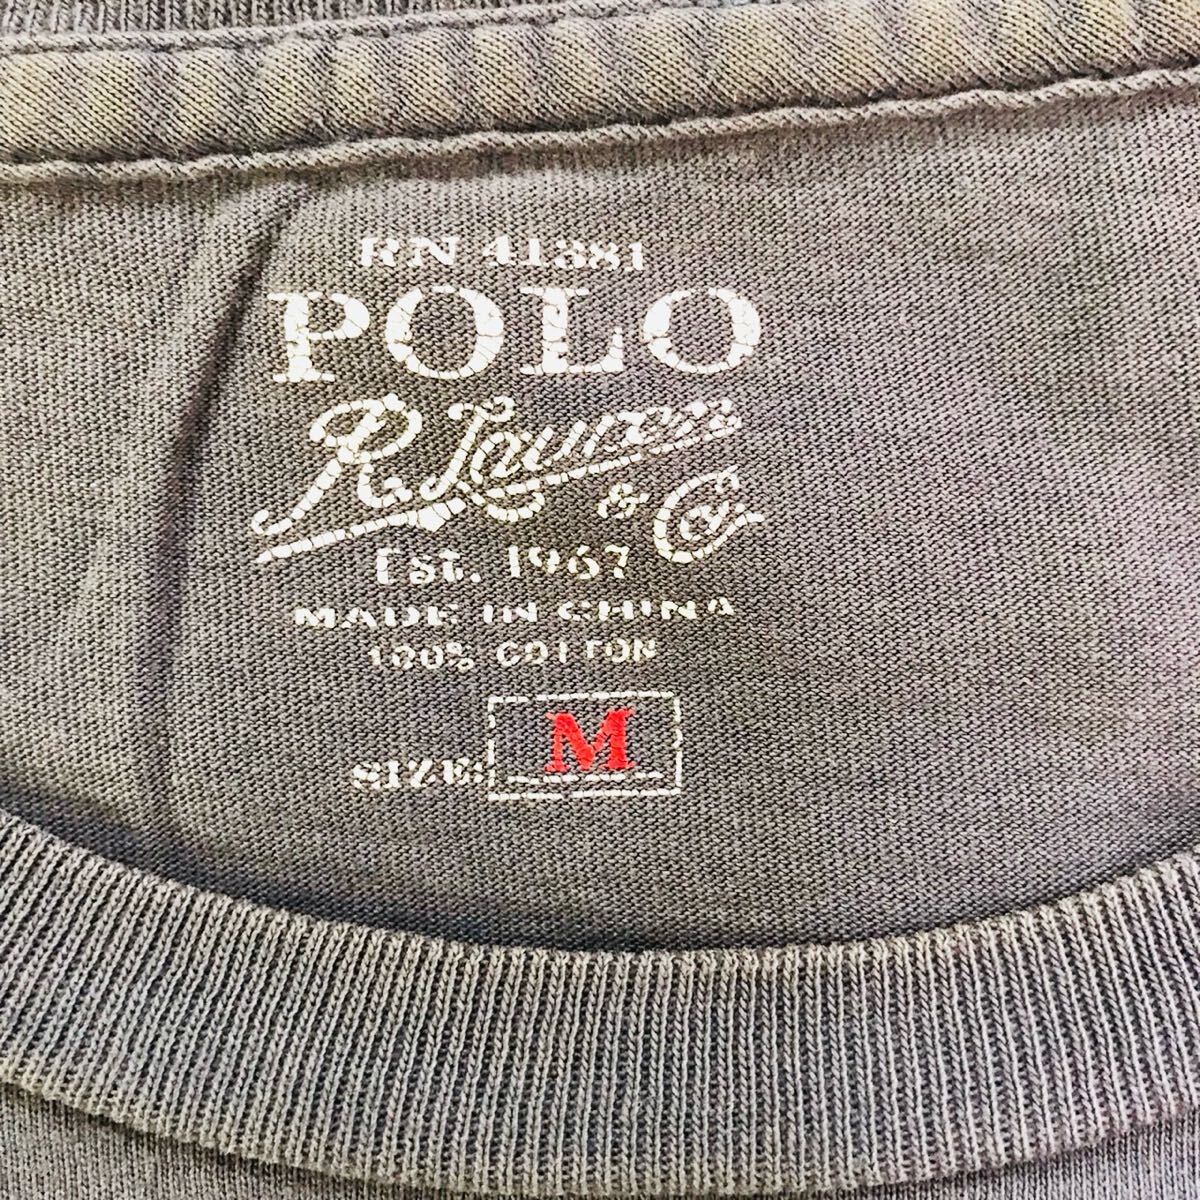 RN 41381
POLO
R. Lauren
& Co.
Est. 1967
MADE IN CHINA
100% COTTON
SIZE: M